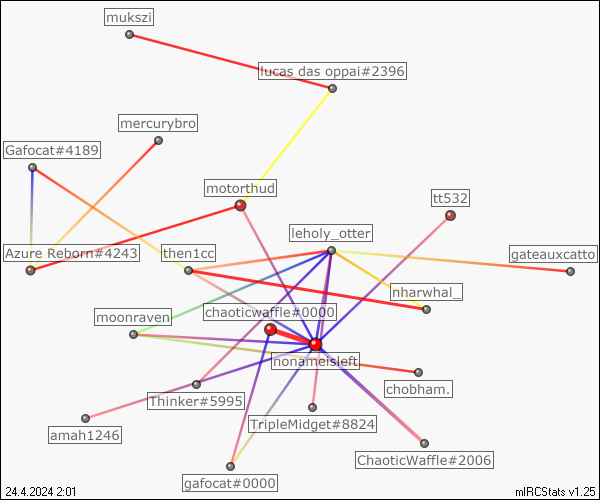 mukszi
lucas das oppai#2396
mercurybro
Gafocat#4189
motorthud
tt532
leholy_otter
Azure Reborn#4243
then1cc
gateauxcatto
nharwhal_
chaoticwaffle#0000
moonraven
nonameisleft
chobham.
Thinker#5995
TripleMidget#8824
amah1246
ChaoticWaffle#2006
gafocat#0000
24.4.2024 2:01
mIRCStats v1.25